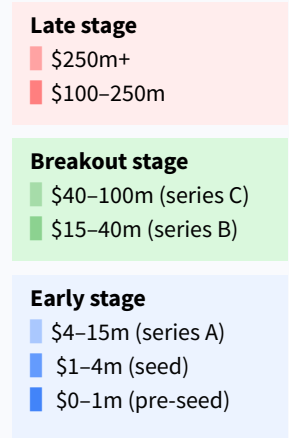 Late stage
$250m+
$100–250m
Breakout stage
$40–100m (series C)
$15–40m (series B)
Early stage
$4–15m (series A)
$1–4m (seed)
$0–1m (pre-seed)